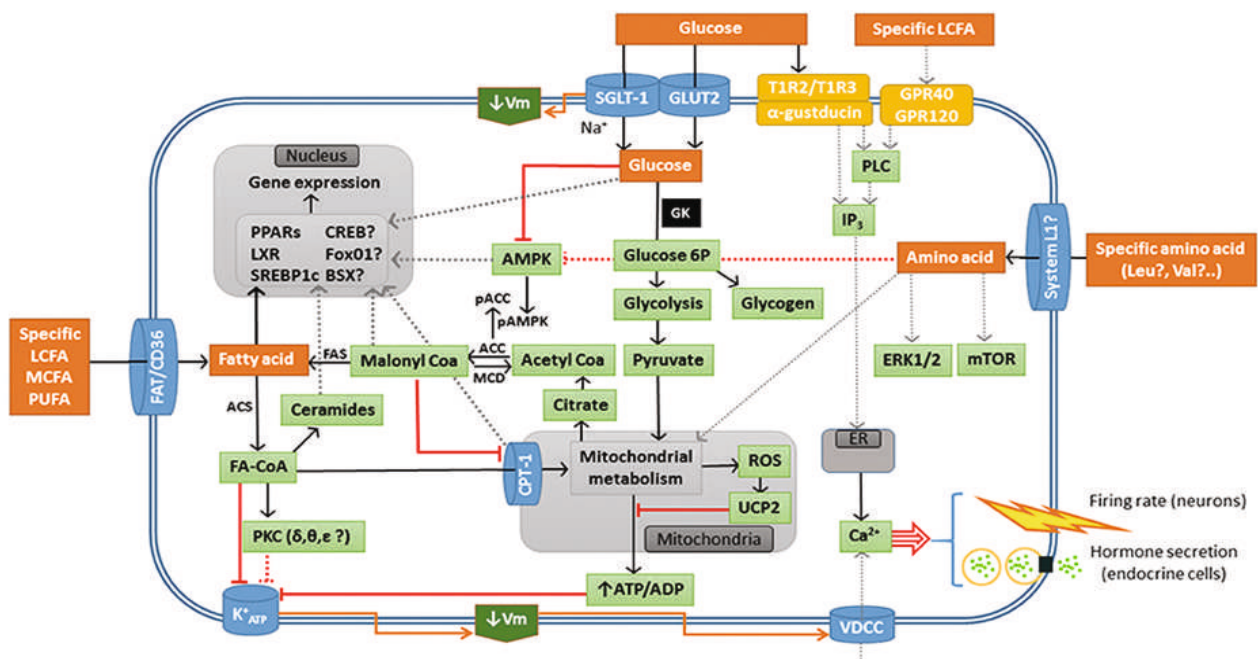 Glucose
Specific LCFA
↓Vm
SGLT-1
GLUT2
T1R2/T1R3
α-gustducin
GPR40
GPR120
Na⁺
Nucleus
Gene expression
Glucose
PLC
GK
IP₃
PPARs
CREB?
LXR
Fox01?
SREBP1c
BSX?
AMPK
Glucose 6P
Amino acid
System L1?
Specific amino acid
(Leu?, Val?..)
pACC
pAMPK
Glycolysis
Glycogen
Specific
LCFA
MCFA
PUFA
FAT/CD36
Fatty acid
FAS
Malonyl Coa
ACC
MCD
Acetyl Coa
Pyruvate
ERK1/2
mTOR
ACS
Ceramides
Citrate
ER
FA-CoA
CPT-1
Mitochondrial
metabolism
ROS
UCP2
Mitochondria
PKC (δ,θ,ε ?)
Ca²⁺
Firing rate (neurons)
Hormone secretion
(endocrine cells)
↑ATP/ADP
K⁺ATP
↓Vm
VDCC